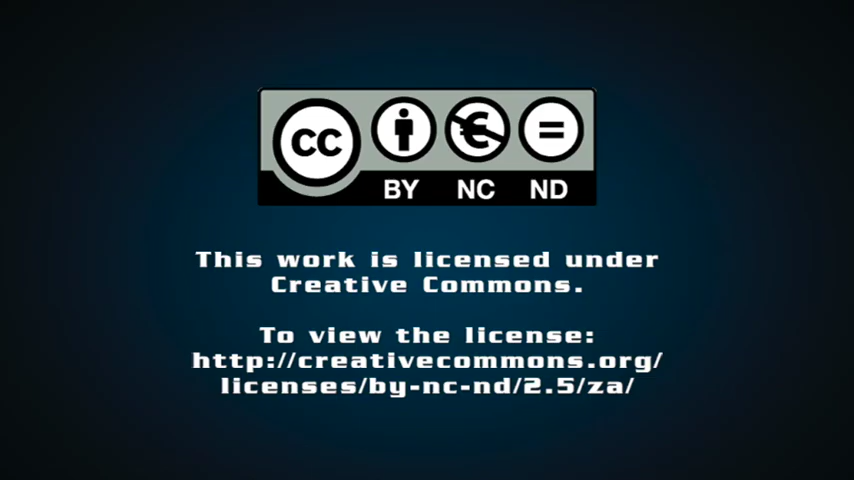 CC
BY NC ND
This work is licensed under
Creative Commons.
To view the license:
http://creativecommons.org/
licenses/by-nc-nd/2.5/za/